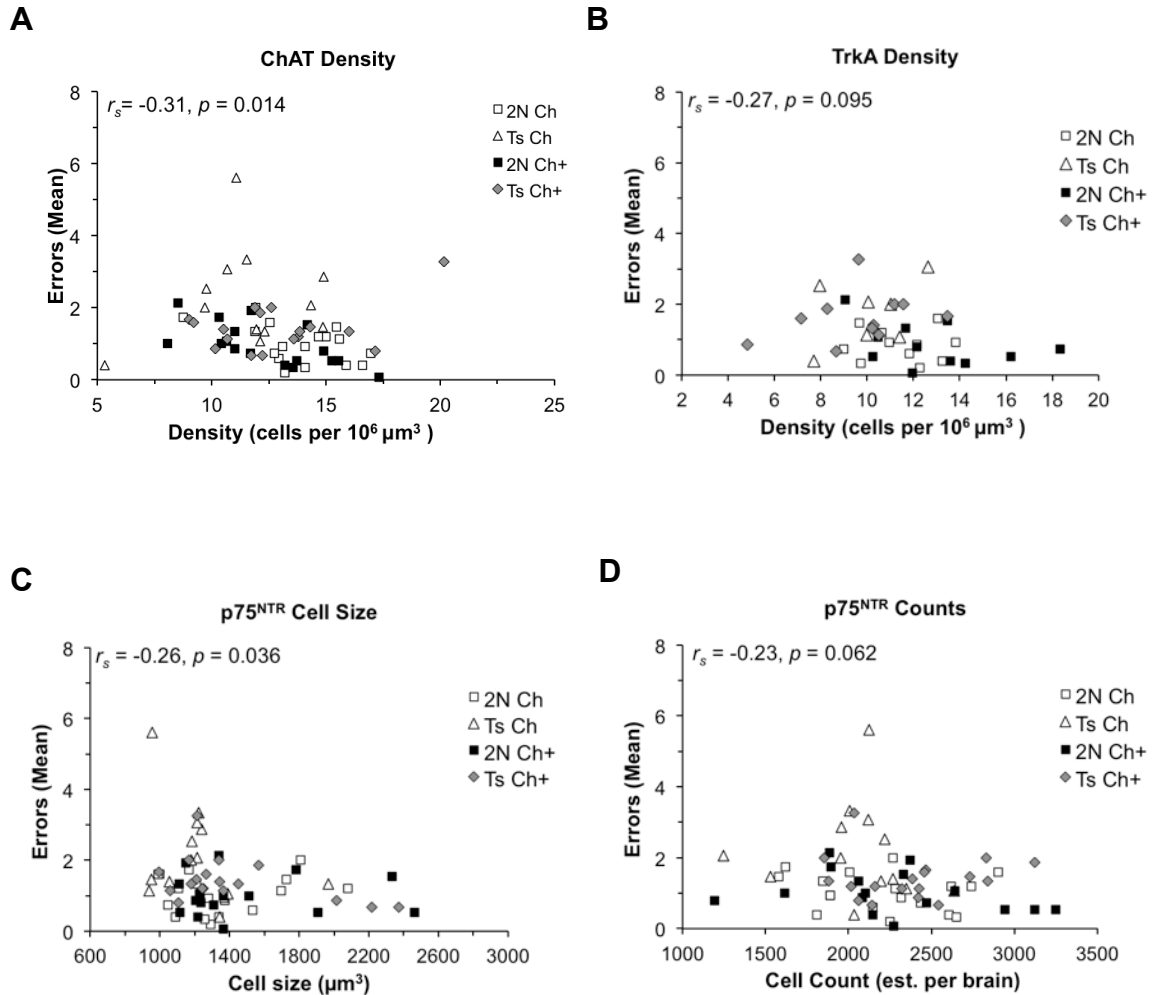 A
ChAT Density
r_s= -0.31, p = 0.014
8
6
4
2
0
Errors (Mean)
5 10 15 20 25
Density (cells per 10⁶ µm³ )
2N Ch
Ts Ch
2N Ch+
Ts Ch+
B
TrkA Density
r_s = -0.27, p = 0.095
8
6
4
2
0
Errors (Mean)
2 4 6 8 10 12 14 16 18 20
Density (cells per 10⁶ µm³ )
2N Ch
Ts Ch
2N Ch+
Ts Ch+
C
p75ᴺᵀᴿ Cell Size
r_s = -0.26, p = 0.036
8
6
4
2
0
Errors (Mean)
600 1000 1400 1800 2200 2600 3000
Cell size (µm³)
2N Ch
Ts Ch
2N Ch+
Ts Ch+
D
p75ᴺᵀᴿ Counts
r_s = -0.23, p = 0.062
8
6
4
2
0
Errors (Mean)
1000 1500 2000 2500 3000 3500
Cell Count (est. per brain)
2N Ch
Ts Ch
2N Ch+
Ts Ch+